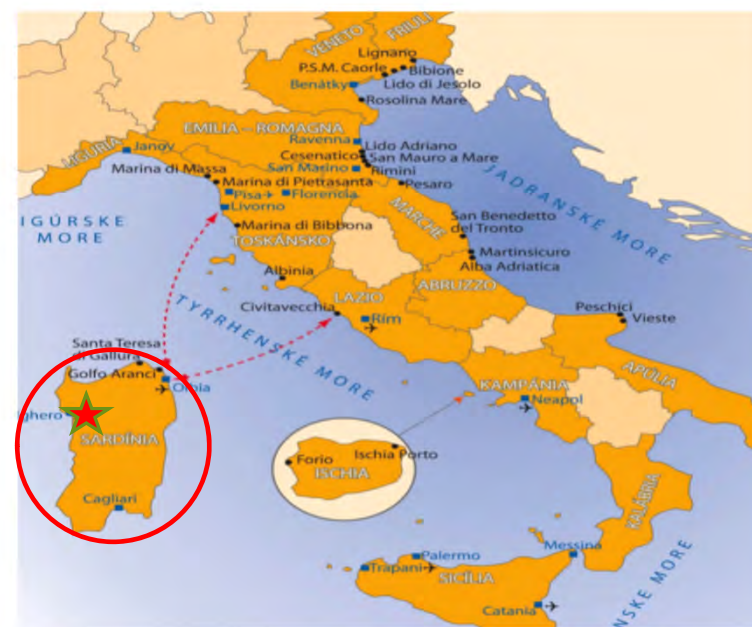 VENETO
FRIULI
Lignano
P.S.M. Caorle
Bibione
Lido di Jesolo
Benátky
Rosolina Mare
EMILIA – ROMAGNA
Ravenna
LIGURIA
Janov
Lido Adriano
Cesenatico
San Mauro a Mare
San Marino
Rimini
Marina di Massa
Marina di Pietrasanta
Pisa
Florencia
Pesaro
Livorno
MARCHE
JADRANSKÉ MORE
IGÚRSKE
MORE
Marina di Bibbona
TOSKÁNSKO
San Benedetto
del Tronto
Martinsicuro
Alba Adriatica
Albinia
ABRUZZO
LAZIO
Civitavecchia
Rím
Peschici
Vieste
TYRRHENSKÉ MORE
Santa Teresa
di Gallura
Golfo Aranci
Olbia
KAMPÁNIA
APÚLIA
Neapol
ghero
SARDÍNIA
Forio
Ischia Porto
ISCHIA
Cagliari
KALÁBRIA
Messina
Palermo
Trapani
SICÍLIA
Catania
NSKE MORE